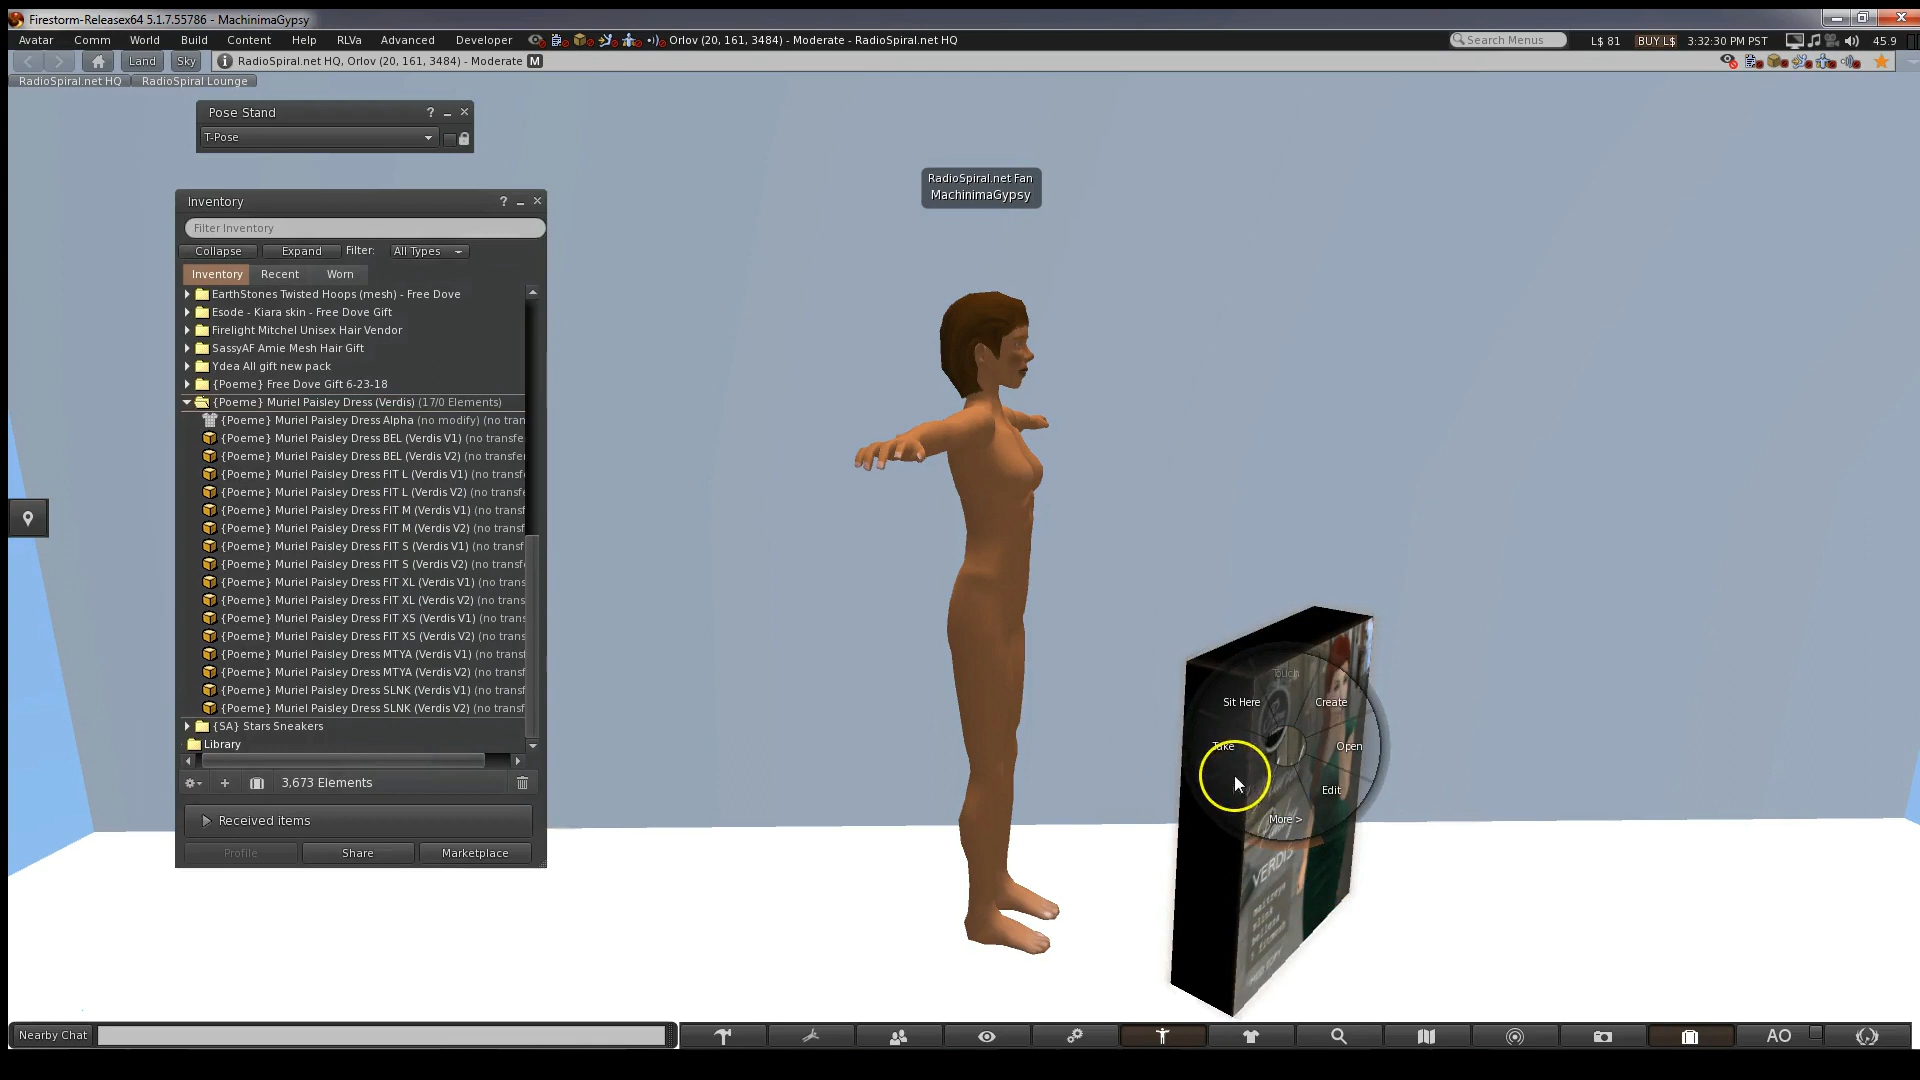 Firestorm-Releasex64 5.1.7.55786 - MachinimaGypsy
Avatar Comm World Build Content Help RLVa Advanced Developer Orlov (20, 161, 3484) - Moderate - RadioSpiral.net HQ Search Menus L$ 81 BUY L$ 3:32:30 PM PST 45.9
Land Sky RadioSpiral.net HQ, Orlov (20, 161, 3484) - Moderate M
RadioSpiral.net HQ RadioSpiral Lounge
Pose Stand ?
T-Pose
RadioSpiral.net Fan
MachinimaGypsy
Inventory ?
Filter Inventory
Collapse Expand Filter: All Types
Inventory Recent Worn
EarthStones Twisted Hoops (mesh) - Free Dove
Esode - Kiara skin - Free Dove Gift
Firelight Mitchel Unisex Hair Vendor
SassyAF Amie Mesh Hair Gift
Ydea All gift new pack
{Poeme} Free Dove Gift 6-23-18
{Poeme} Muriel Paisley Dress (Verdis) (17/0 Elements)
{Poeme} Muriel Paisley Dress Alpha (no modify) (no tran
{Poeme} Muriel Paisley Dress BEL (Verdis V1) (no transfe
{Poeme} Muriel Paisley Dress BEL (Verdis V2) (no transfe
{Poeme} Muriel Paisley Dress FIT L (Verdis V1) (no transf
{Poeme} Muriel Paisley Dress FIT L (Verdis V2) (no transf
{Poeme} Muriel Paisley Dress FIT M (Verdis V1) (no transf
{Poeme} Muriel Paisley Dress FIT M (Verdis V2) (no transf
{Poeme} Muriel Paisley Dress FIT S (Verdis V1) (no transf
{Poeme} Muriel Paisley Dress FIT S (Verdis V2) (no transf
{Poeme} Muriel Paisley Dress FIT XL (Verdis V1) (no trans
{Poeme} Muriel Paisley Dress FIT XL (Verdis V2) (no trans
{Poeme} Muriel Paisley Dress FIT XS (Verdis V1) (no trans
{Poeme} Muriel Paisley Dress FIT XS (Verdis V2) (no trans
{Poeme} Muriel Paisley Dress MTYA (Verdis V1) (no transf
{Poeme} Muriel Paisley Dress MTYA (Verdis V2) (no transf
{Poeme} Muriel Paisley Dress SLNK (Verdis V1) (no transf
{Poeme} Muriel Paisley Dress SLNK (Verdis V2) (no transf
{SA} Stars Sneakers
Library
3,673 Elements
Received items
Profile Share Marketplace
Touch
Sit Here Create
Take Open
Edit
More >
VERDIS
Nearby Chat AO